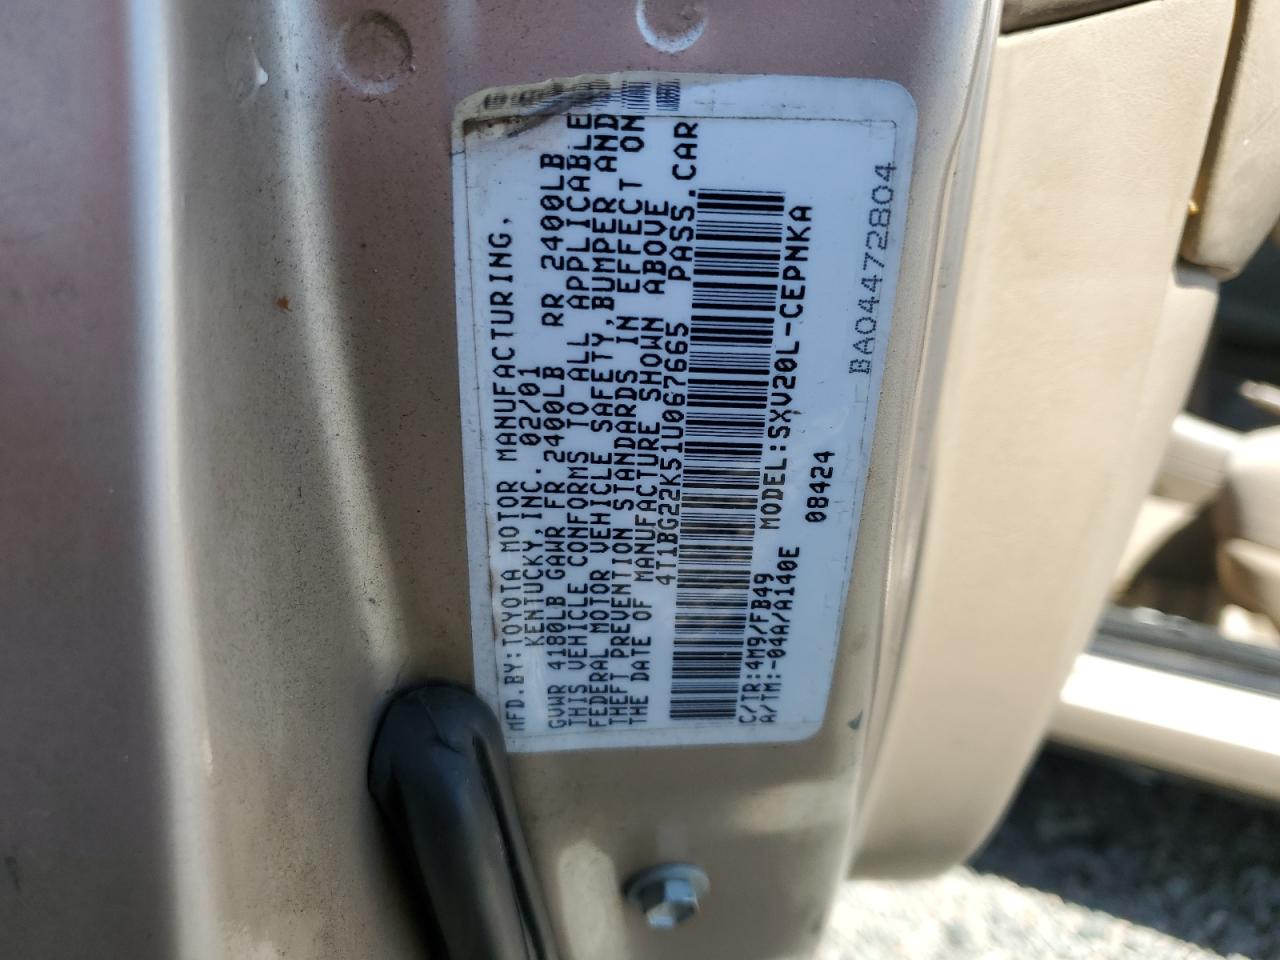 MFD.BY:TOYOTA MOTOR MANUFACTURING,
KENTUCKY,INC. 02/01
GVWR 4180LB GAWR FR 2400LB RR 2400LB
THIS VEHICLE CONFORMS TO ALL APPLICABLE
FEDERAL MOTOR VEHICLE SAFETY,BUMPER AND
THEFT PREVENTION STANDARDS IN EFFECT ON
THE DATE OF MANUFACTURE SHOWN ABOVE
4T1BG22K51U067665 PASS.CAR
C/TR:4M9/FB49 MODEL:SXV20L-CEPNKA
A/TM:-04A/A140E 08424
BA04472804